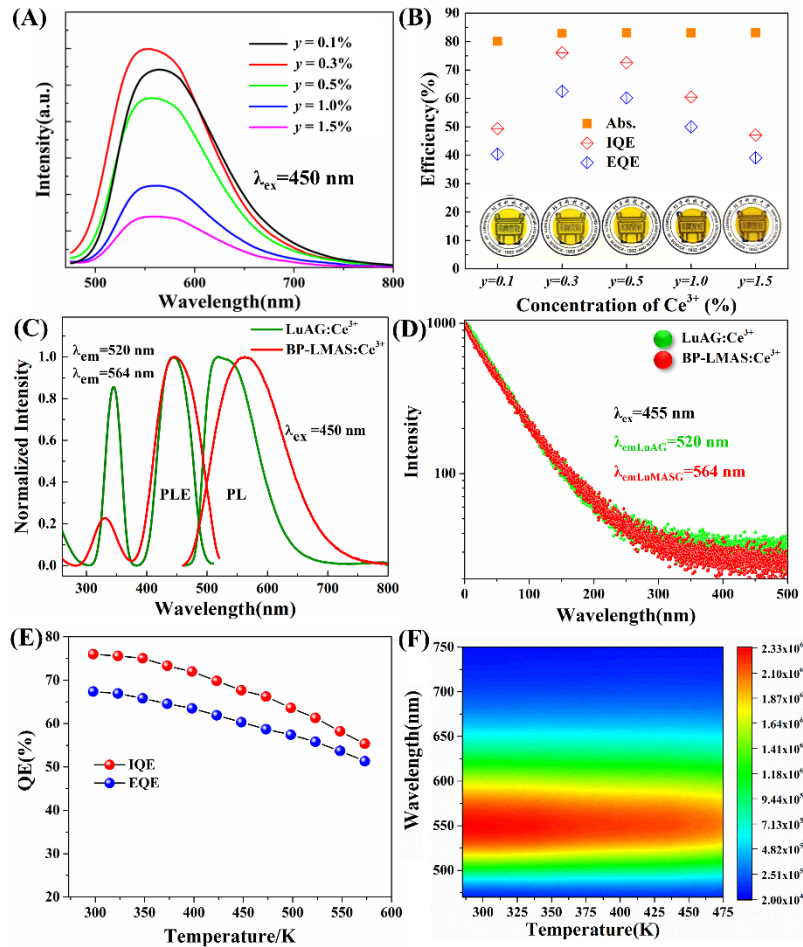 (A)
Intensity(a.u.)
y = 0.1%
y = 0.3%
y = 0.5%
y = 1.0%
y = 1.5%
λex=450 nm
500 600 700 800
Wavelength(nm)
(B)
Efficiency(%)
90
80
70
60
50
40
30
20
10
0
Abs.
IQE
EQE
y=0.1 y=0.3 y=0.5 y=1.0 y=1.5
Concentration of Ce³⁺ (%)
(C)
Normalized Intensity
1.0
0.8
0.6
0.4
0.2
0.0
LuAG:Ce³⁺
BP-LMAS:Ce³⁺
λem=520 nm
λem=564 nm
λex =450 nm
PLE PL
300 400 500 600 700 800
Wavelength(nm)
(D)
Intensity
1000
100
LuAG:Ce³⁺
BP-LMAS:Ce³⁺
λex=455 nm
λemLuAG=520 nm
λemLuMASG=564 nm
0 100 200 300 400 500
Wavelength(nm)
(E)
QE(%)
80
70
60
50
40
30
20
IQE
EQE
300 350 400 450 500 550 600
Temperature/K
(F)
Wavelength(nm)
750
700
650
600
550
500
300 325 350 375 400 425 450 475
Temperature(K)
2.33x10⁶
2.10x10⁶
1.87x10⁶
1.64x10⁶
1.41x10⁶
1.18x10⁶
9.44x10⁵
7.13x10⁵
4.82x10⁵
2.51x10⁵
2.00x10⁴